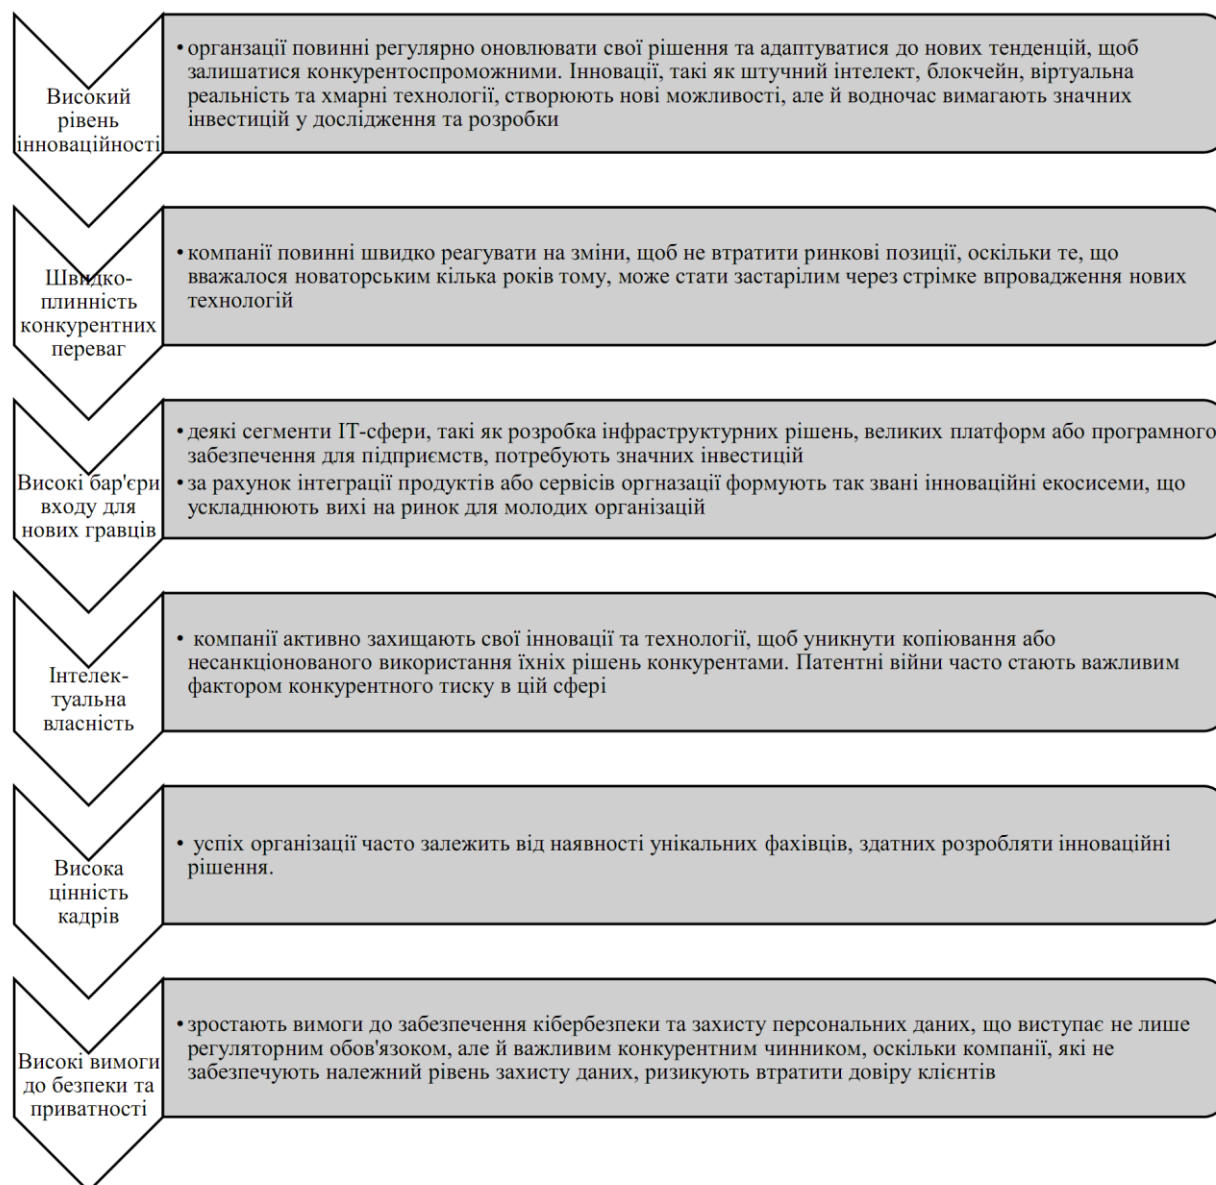 Високий
рівень
інноваційності
• органзації повинні регулярно оновлювати свої рішення та адаптуватися до нових тенденцій, щоб
залишатися конкурентоспроможними. Інновації, такі як штучний інтелект, блокчейн, віртуальна
реальність та хмарні технології, створюють нові можливості, але й водночас вимагають значних
інвестицій у дослідження та розробки
Швидко-
плинність
конкурентних
переваг
• компанії повинні швидко реагувати на зміни, щоб не втратити ринкові позиції, оскільки те, що
вважалося новаторським кілька років тому, може стати застарілим через стрімке впровадження нових
технологій
Високі бар'єри
входу для
нових гравців
• деякі сегменти ІТ-сфери, такі як розробка інфраструктурних рішень, великих платформ або програмного
забезпечення для підприємств, потребують значних інвестицій
• за рахунок інтеграції продуктів або сервісів оргназації формують так звані інноваційні екосисеми, що
ускладнюють вихі на ринок для молодих організацій
Інтелек-
туальна
власність
• компанії активно захищають свої інновації та технології, щоб уникнути копіювання або
несанкціонованого використання їхніх рішень конкурентами. Патентні війни часто стають важливим
фактором конкурентного тиску в цій сфері
Висока
цінність
кадрів
• успіх організації часто залежить від наявності унікальних фахівців, здатних розробляти інноваційні
рішення.
Високі вимоги
до безпеки та
приватності
• зростають вимоги до забезпечення кібербезпеки та захисту персональних даних, що виступає не лише
регуляторним обов'язком, але й важливим конкурентним чинником, оскільки компанії, які не
забезпечують належний рівень захисту даних, ризикують втратити довіру клієнтів